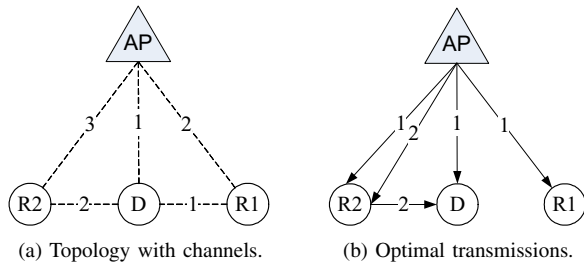 AP
3
1
2
R2
2
D
1
R1
(a) Topology with channels.
AP
1
2
1
1
R2
2
D
R1
(b) Optimal transmissions.